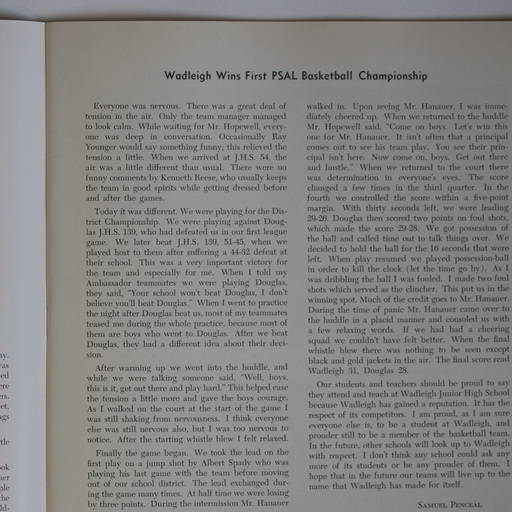 Wadleigh Wins First PSAL Basketball Championship
Everyone was nervous. There was a great deal of
tension in the air. Only the team manager managed
to look calm. While waiting for Mr. Hopewell, every-
one was deep in conversation. Occasionally Ray
Younger would say something funny; this relieved the
tension a little. When we arrived at J.H.S. 54, the
air was a little different than usual. There were no
funny comments by Kenneth Reese, who usually keeps
the team in good spirits while getting dressed before
and after the games.
Today it was different. We were playing for the Dis-
trict Championship. We were playing against Doug-
las J.H.S. 139, who had defeated us in our first league
game. We later beat J.H.S. 139, 51-45, when we
played host to them after suffering a 44-32 defeat at
their school. This was a very important victory for
the team and especially for me. When I told my
Ambassador teammates we were playing Douglas,
they said, "Your school won't beat Douglas, I don't
believe you'll beat Douglas." When I went to practice
the night after Douglas beat us, most of my teammates
teased me during the whole practice, because most of
them are boys who went to Douglas. After we beat
Douglas, they had a different idea about their deci-
sion.
After warming up we went into the huddle, and
while we were talking someone said, "Well, boys,
this is it, get out there and play hard." This helped ease
the tension a little more and gave the boys courage.
As I walked on the court at the start of the game I
was still shaking from nervousness. I think everyone
else was still nervous also, but I was too nervous to
notice. After the starting whistle blew I felt relaxed.
Finally the game began. We took the lead on the
first play on a jump shot by Albert Spady who was
playing his last game with the team before moving
out of our school district. The lead exchanged dur-
ing the game many times. At half time we were losing
by three points. During the intermission Mr. Hanauer
walked in. Upon seeing Mr. Hanauer, I was imme-
diately cheered up. When we returned to the huddle
Mr. Hopewell said, "Come on boys. Let's win this
one for Mr. Hanauer. It isn't often that a principal
comes out to see his team play. You see their prin-
cipal isn't here. Now come on, boys. Get out there
and hustle." When we returned to the court there
was determination in everyone's eyes. The score
changed a few times in the third quarter. In the
fourth we controlled the score within a five-point
margin. With thirty seconds left, we were leading
29-26. Douglas then scored two points on foul shots,
which made the score 29-28. We got possession of
the ball and called time out to talk things over. We
decided to hold the ball for the 16 seconds that were
left. When play resumed we played possession-ball
in order to kill the clock (let the time go by). As I
was dribbling the ball I was fouled. I made two foul
shots which served as the clincher. This put us in the
winning spot. Much of the credit goes to Mr. Hanauer.
During the time of panic Mr. Hanauer came over to
the huddle in a placid manner and consoled us with
a few relaxing words. If we had had a cheering
squad we couldn't have felt better. When the final
whistle blew there was nothing to be seen except
black and gold jackets in the air. The final score read
Wadleigh 31, Douglas 28.
Our students and teachers should be proud to say
they attend and teach at Wadleigh Junior High School
because Wadleigh has gained a reputation. It has the
respect of its competitors. I am proud, as I am sure
everyone else is, to be a student at Wadleigh, and
prouder still to be a member of the basketball team.
In the future, other schools will look up to Wadleigh
with respect. I don't think any school could ask any
more of its students or be any prouder of them. I
hope that in the future our teams will live up to the
name that Wadleigh has made for itself.
SAMUEL PENCEAL